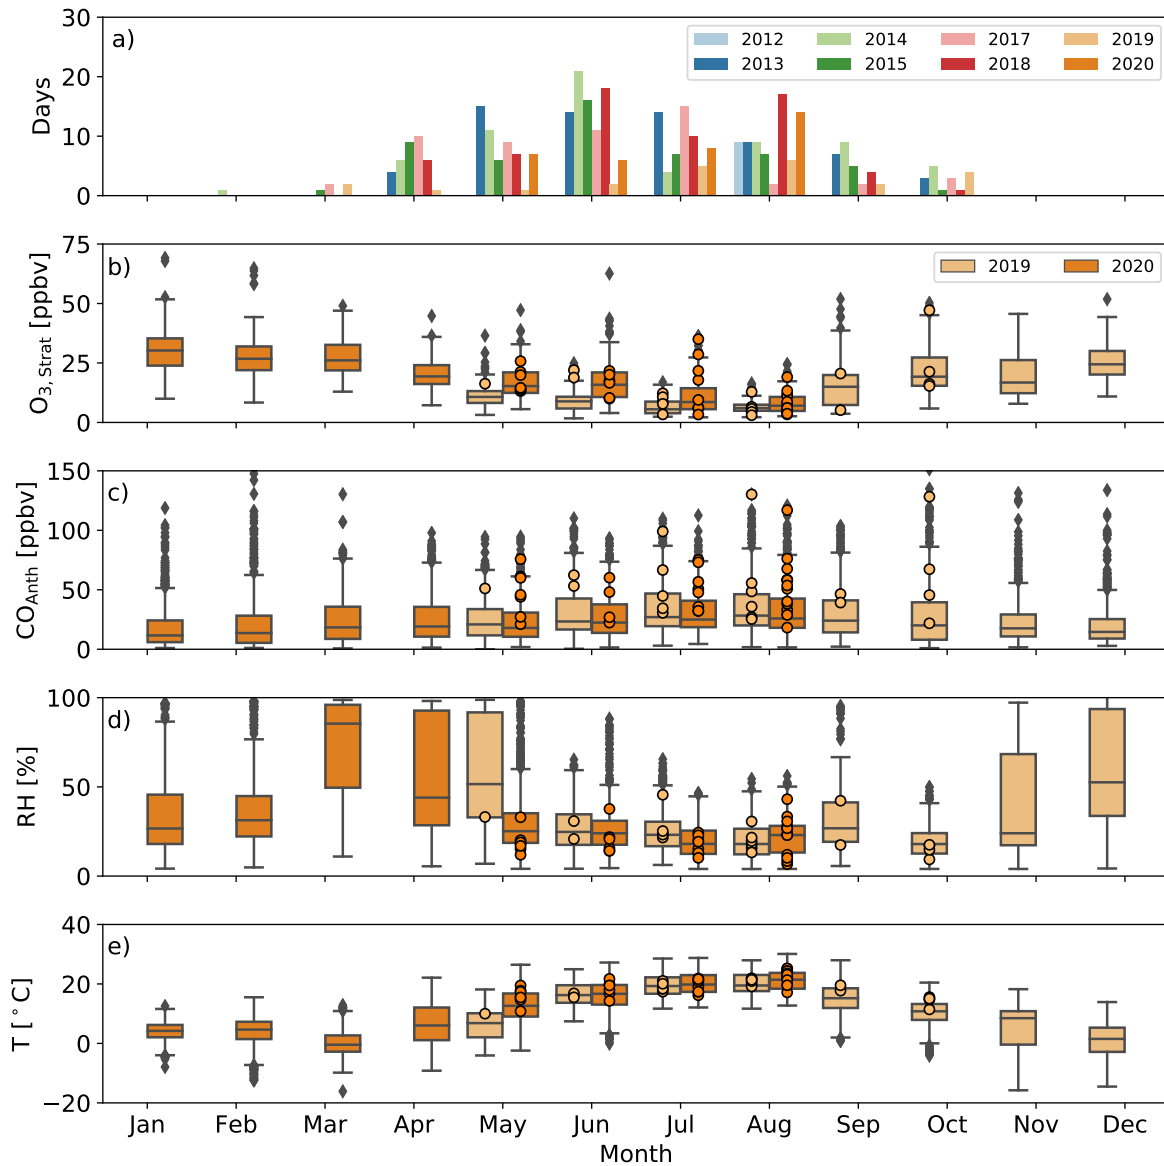 30
20
10
0
Days
a)
2012 2014 2017 2019
2013 2015 2018 2020
75
50
25
0
O3, Strat [ppbv]
b)
2019 2020
150
100
50
0
COAnth [ppbv]
c)
100
50
0
RH [%]
d)
40
20
0
−20
T [°C]
e)
Jan Feb Mar Apr May Jun Jul Aug Sep Oct Nov Dec
Month